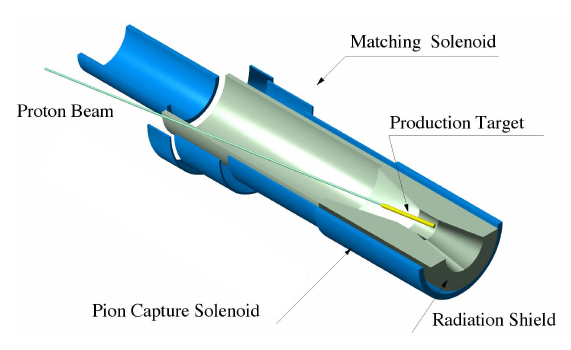 Matching Solenoid
Proton Beam
Production Target
Pion Capture Solenoid
Radiation Shield